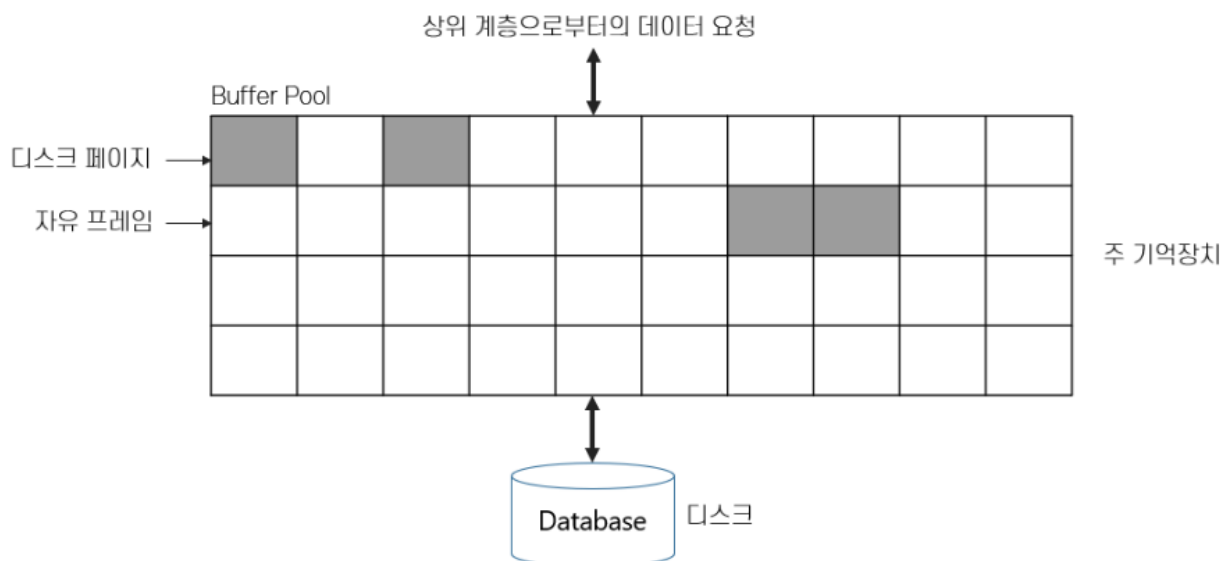 상위 계층으로부터의 데이터 요청
Buffer Pool
디스크 페이지
자유 프레임
주 기억장치
Database
디스크